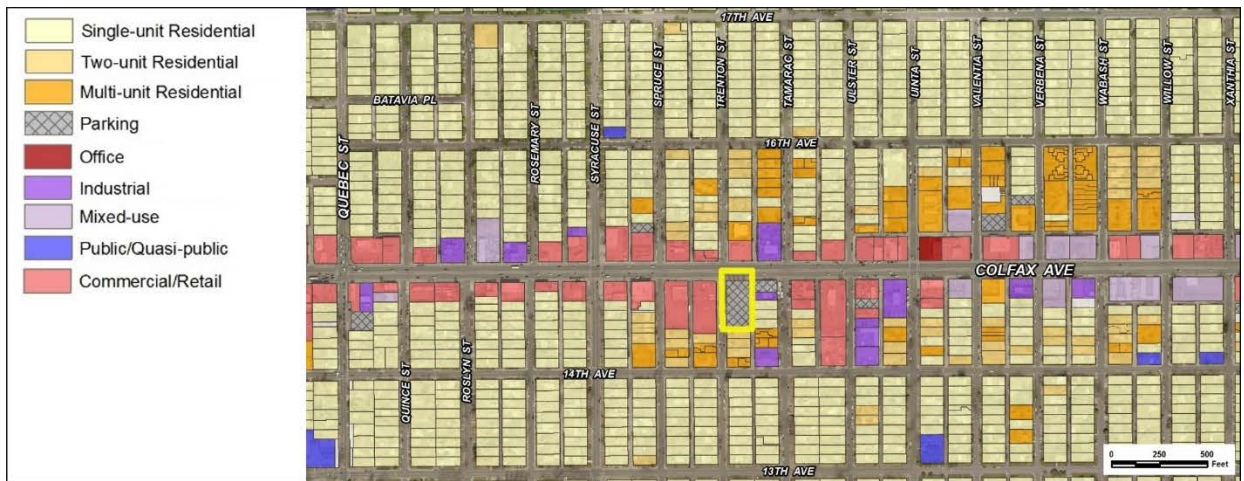 Single-unit Residential
Two-unit Residential
Multi-unit Residential
Parking
Office
Industrial
Mixed-use
Public/Quasi-public
Commercial/Retail
17TH AVE
SPRUCE ST
TRENTON ST
TAMARAC ST
ULSTER ST
UINTA ST
VALENTIA ST
VERBENA ST
WABASH ST
WILLOW ST
XANTHIA ST
BATAVIA PL
QUEBEC ST
ROSEMARY ST
SYRACUSE ST
16TH AVE
COLFAX AVE
QUINCE ST
ROSLYN ST
14TH AVE
13TH AVE
0 250 500
Feet